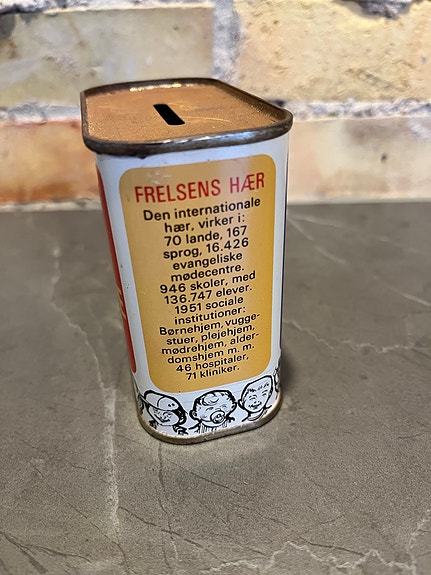 FRELSENS HÆR
Den internationale
hær, virker i:
70 lande, 167
sprog, 16.426
evangeliske
mødecentre.
946 skoler, med
136.747 elever.
1951 sociale
institutioner:
Børnehjem, vugge-
stuer, plejehjem,
mødrehjem, alder-
domshjem m. m.
46 hospitaler,
71 kliniker.